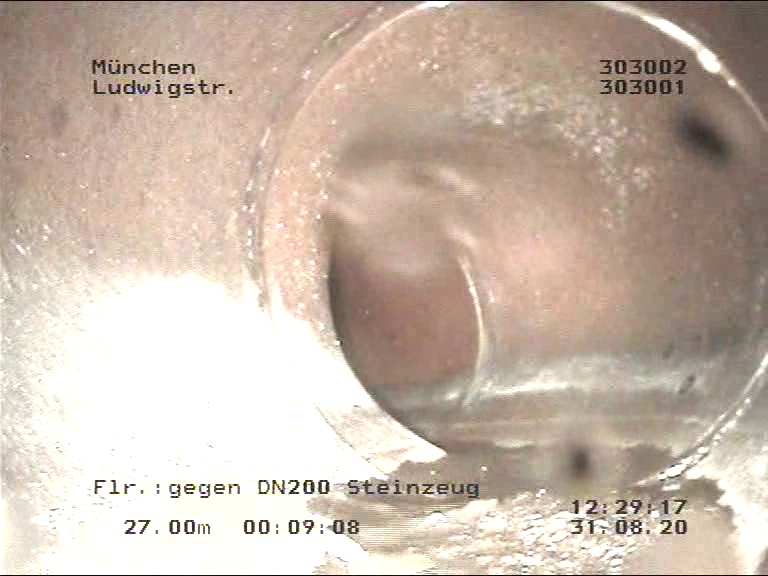 München 303002
Ludwigstr. 303001
Flr.:gegen DN200 Steinzeug
12:29:17
27.00m 00:09:08 31.08.20